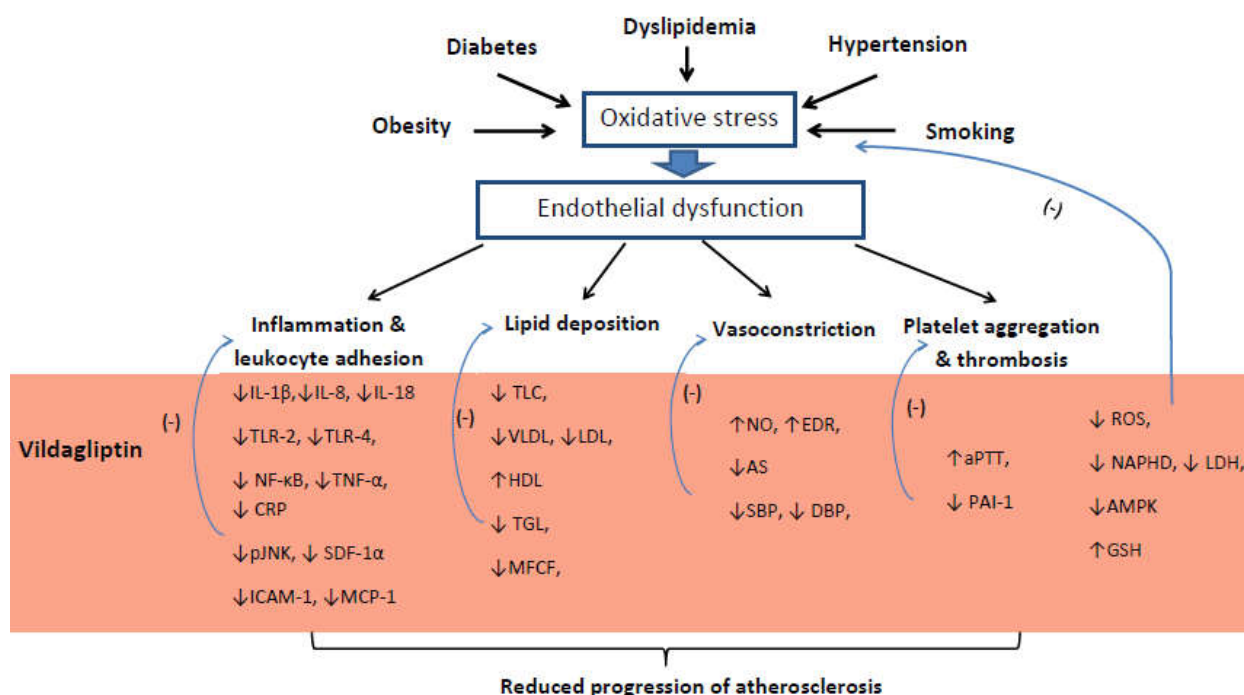 Dyslipidemia
Diabetes
Hypertension
Obesity
Oxidative stress
Smoking
Endothelial dysfunction
(-)
Inflammation &
leukocyte adhesion
Lipid deposition
Vasoconstriction
Platelet aggregation
& thrombosis
Vildagliptin
(-)
↓IL-1β,↓IL-8, ↓IL-18
↓TLR-2, ↓TLR-4,
↓ NF-κB, ↓TNF-α,
↓ CRP
↓pJNK, ↓ SDF-1α
↓ICAM-1, ↓MCP-1
(-)
↓ TLC,
↓VLDL, ↓LDL,
↑HDL
↓ TGL,
↓MFCF,
(-)
↑NO, ↑EDR,
↓AS
↓SBP, ↓ DBP,
(-)
↑aPTT,
↓ PAI-1
↓ ROS,
↓ NAPHD, ↓ LDH,
↓AMPK
↑GSH
Reduced progression of atherosclerosis